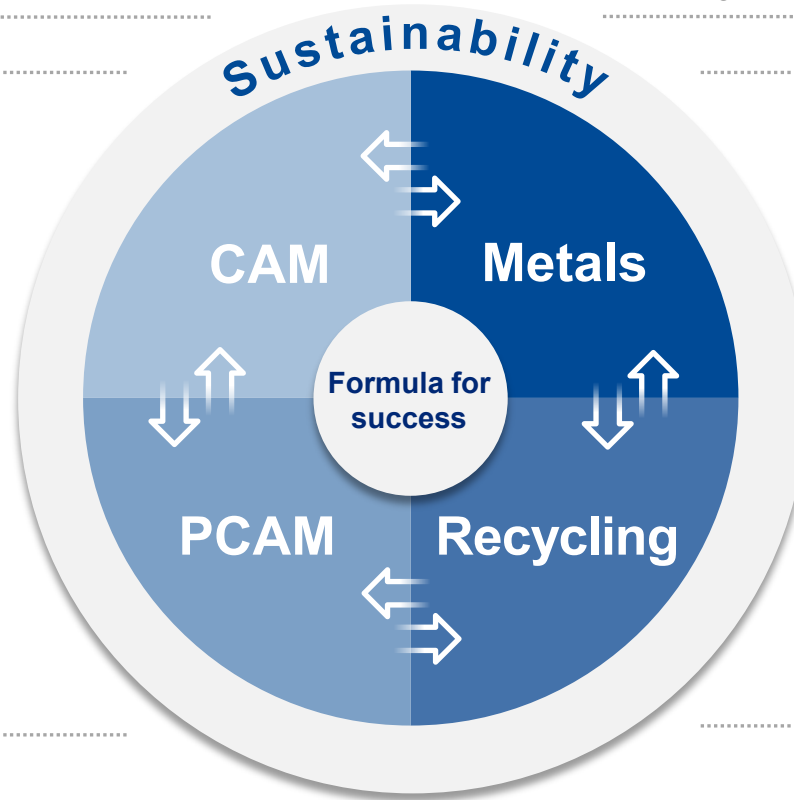 Sustainability
CAM
Metals
Formula for
success
PCAM
Recycling